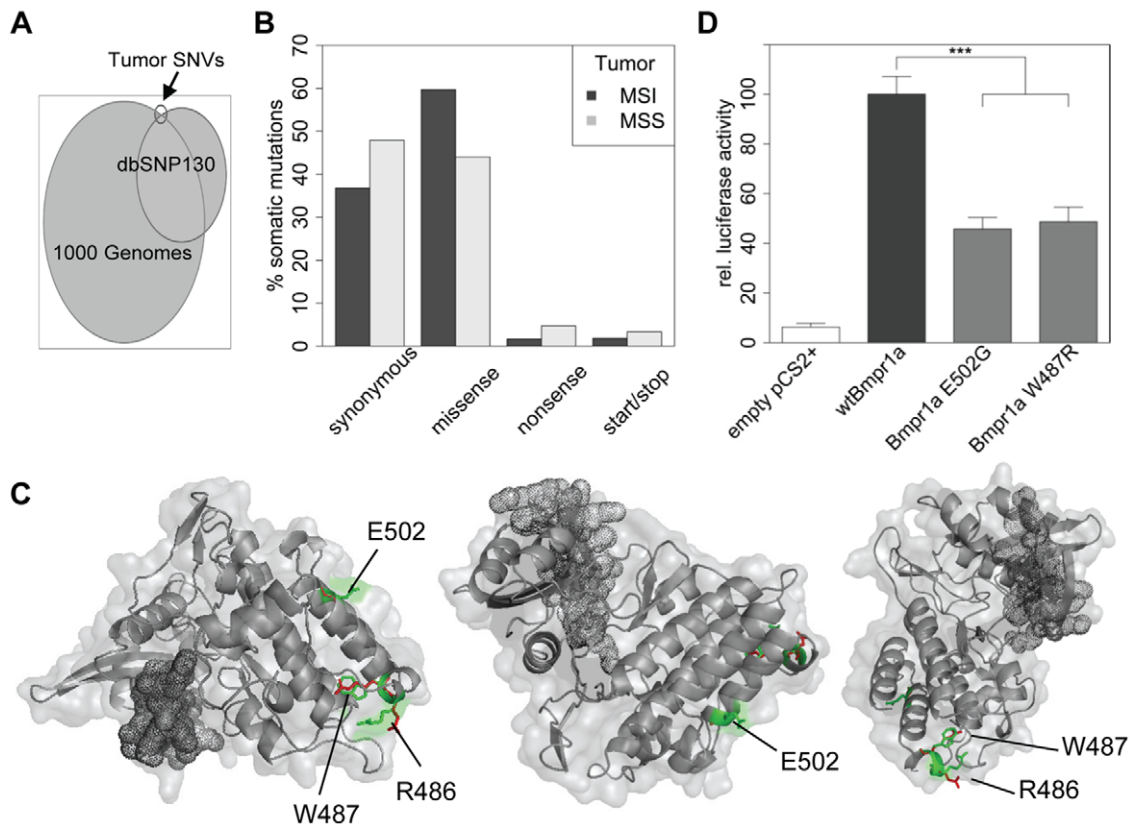 A
Tumor SNVs
dbSNP130
1000 Genomes
B
% somatic mutations
70
60
50
40
30
20
10
0
Tumor
MSI
MSS
synonymous
missense
nonsense
start/stop
D
rel. luciferase activity
100
80
60
40
20
0
***
empty pCS2+
wtBmpr1a
Bmpr1a E502G
Bmpr1a W487R
C
E502
W487
R486
E502
W487
R486